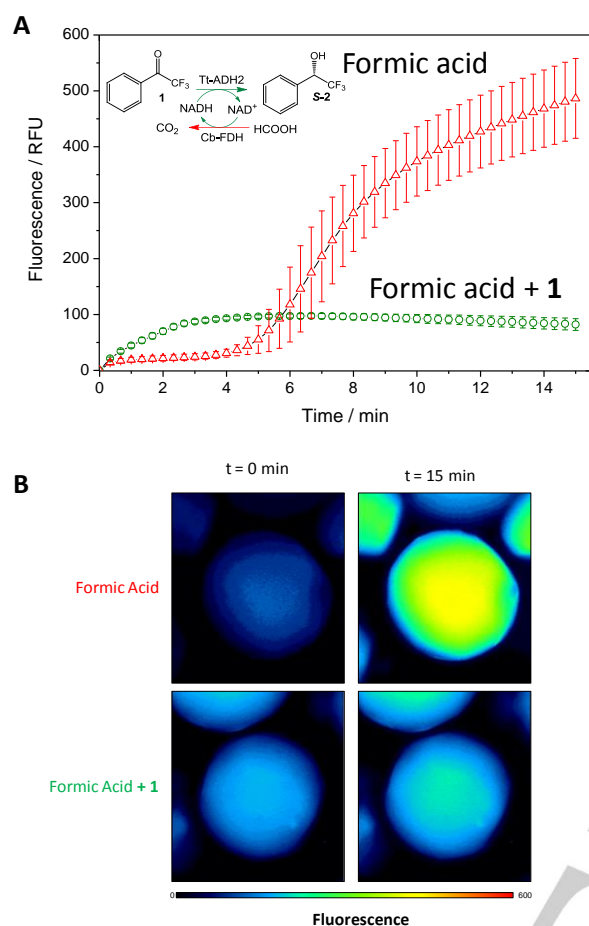 A
600
500
400
300
200
100
0
Fluorescence / RFU
0 2 4 6 8 10 12 14
Time / min
O
CF3
1
Tt-ADH2
OH
CF3
S-2
NADH NAD+
CO2 HCOOH
Cb-FDH
Formic acid
Formic acid + 1
B
t = 0 min t = 15 min
Formic Acid
Formic Acid + 1
0 600
Fluorescence